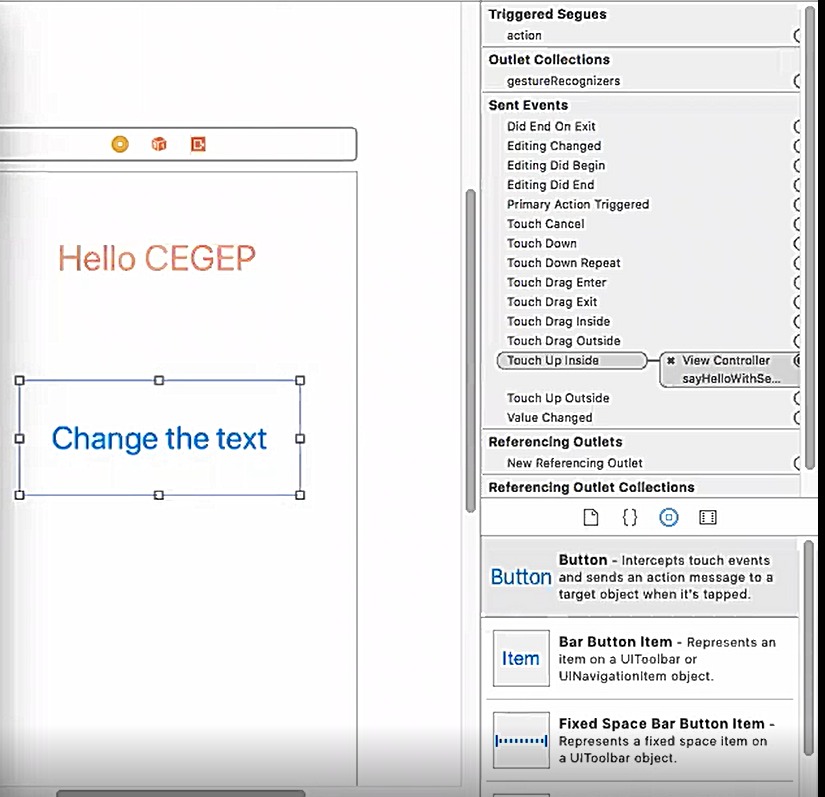 Hello CEGEP
Change the text
Triggered Segues
action
Outlet Collections
gestureRecognizers
Sent Events
Did End On Exit
Editing Changed
Editing Did Begin
Editing Did End
Primary Action Triggered
Touch Cancel
Touch Down
Touch Down Repeat
Touch Drag Enter
Touch Drag Exit
Touch Drag Inside
Touch Drag Outside
Touch Up Inside
View Controller
sayHelloWithSe...
Touch Up Outside
Value Changed
Referencing Outlets
New Referencing Outlet
Referencing Outlet Collections
{}
Button
Button - Intercepts touch events
and sends an action message to a
target object when it's tapped.
Item
Bar Button Item - Represents an
item on a UIToolbar or
UINavigationItem object.
Fixed Space Bar Button Item -
Represents a fixed space item on
a UIToolbar object.